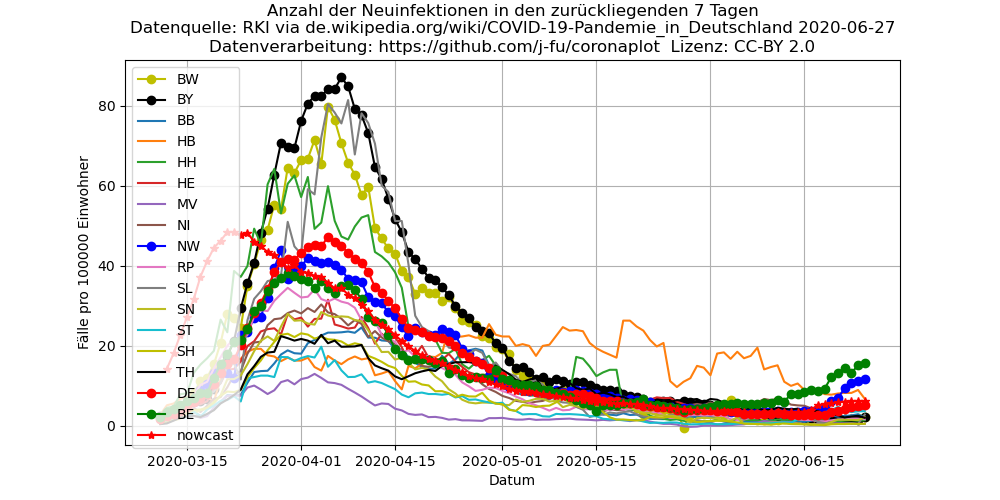 Anzahl der Neuinfektionen in den zurückliegenden 7 Tagen
Datenquelle: RKI via de.wikipedia.org/wiki/COVID-19-Pandemie_in_Deutschland 2020-06-27
Datenverarbeitung: https://github.com/j-fu/coronaplot  Lizenz: CC-BY 2.0
Fälle pro 100000 Einwohner
80
60
40
20
0
BW
BY
BB
HB
HH
HE
MV
NI
NW
RP
SL
SN
ST
SH
TH
DE
BE
nowcast
2020-03-15 2020-04-01 2020-04-15 2020-05-01 2020-05-15 2020-06-01 2020-06-15
Datum